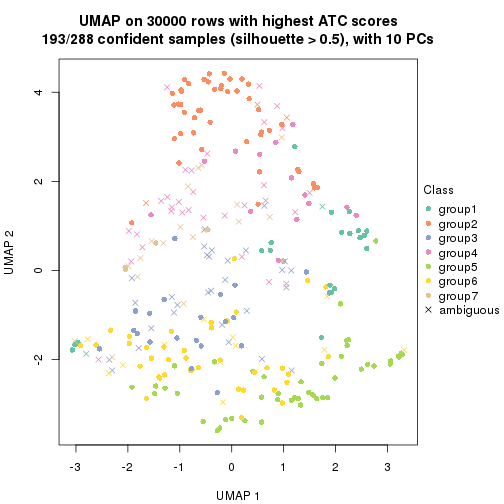 UMAP on 30000 rows with highest ATC scores
193/288 confident samples (silhouette > 0.5), with 10 PCs
4
2
0
-2
UMAP 2
-3
-2
-1
0
1
2
3
UMAP 1
Class
group1
group2
group3
group4
group5
group6
group7
ambiguous